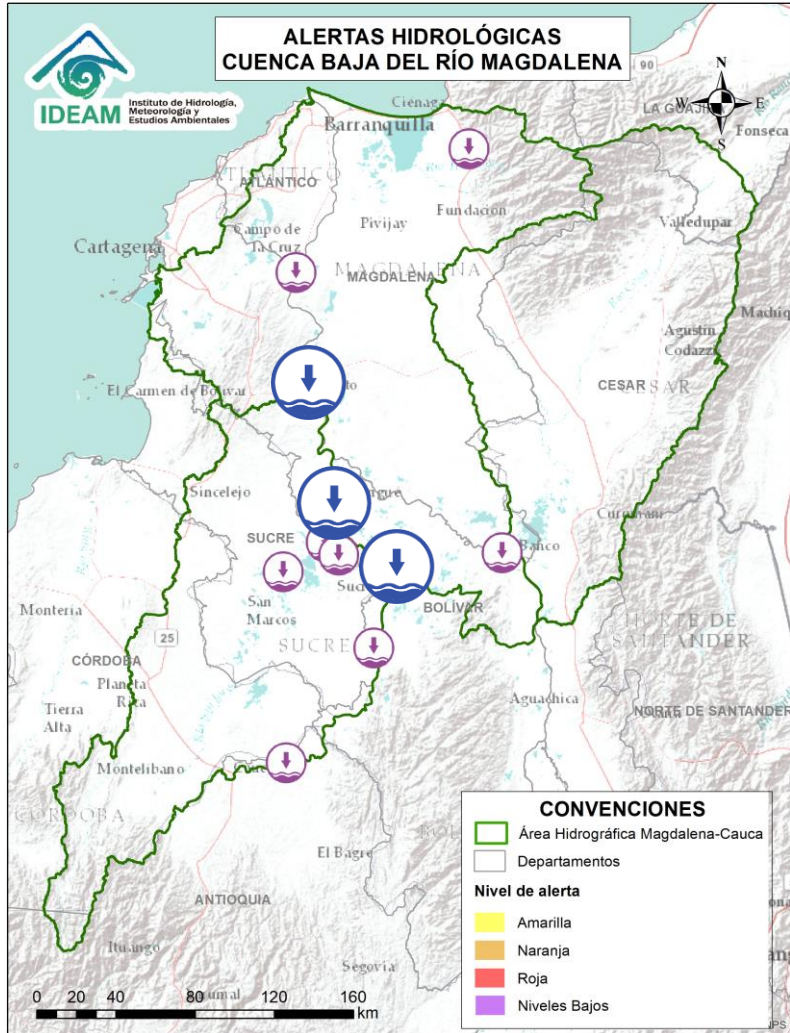 ALERTAS HIDROLÓGICAS
CUENCA BAJA DEL RÍO MAGDALENA
IDEAM
Instituto de Hidrología,
Meteorología y
Estudios Ambientales
N
W
E
S
90
Ciénaga
LA GUAJIRA
Barranquilla
Fonseca
ATLÁNTICO
ATLÁNTICO
Fundación
Pivijay
Valledupar
Campo de
la Cruz
Cartagena
MAGDALENA
MAGDALENA
Agustín
Codazzi
El Carmen de Bolívar
CESAR
CESAR
Sincelejo
Curumaní
SUCRE
Banco
San
Marcos
BOLÍVAR
Montería
SUCRE
NORTE DE
SANTANDER
25
CÓRDOBA
Planeta
Rica
Tierra
Alta
Aguachica
NORTE DE SANTANDER
Montelíbano
CÓRDOBA
El Bagre
ANTIOQUIA
Ituango
Segovia
CONVENCIONES
Área Hidrográfica Magdalena-Cauca
Departamentos
Nivel de alerta
Amarilla
Naranja
Roja
Niveles Bajos
0 20 40 80 120 160
km